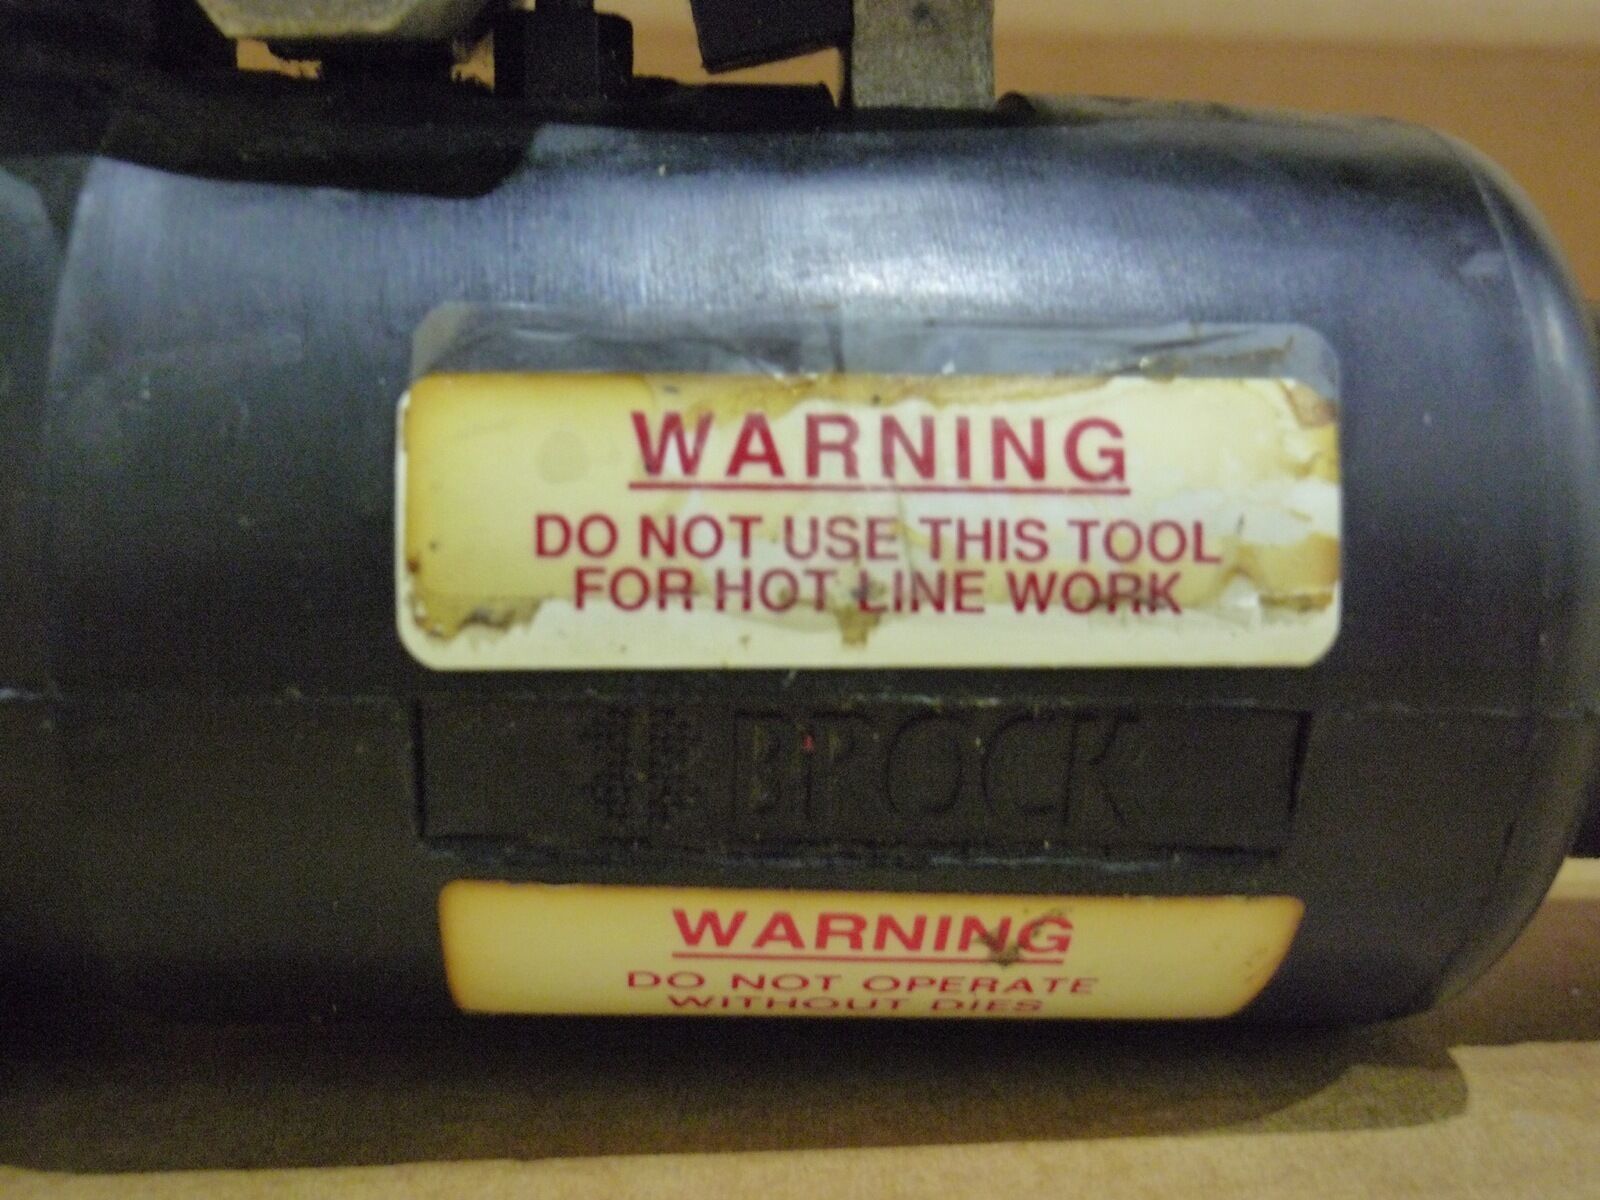 WARNING
DO NOT USE THIS TOOL
FOR HOT LINE WORK
BROCK
WARNING
DO NOT OPERATE
WITHOUT DIES